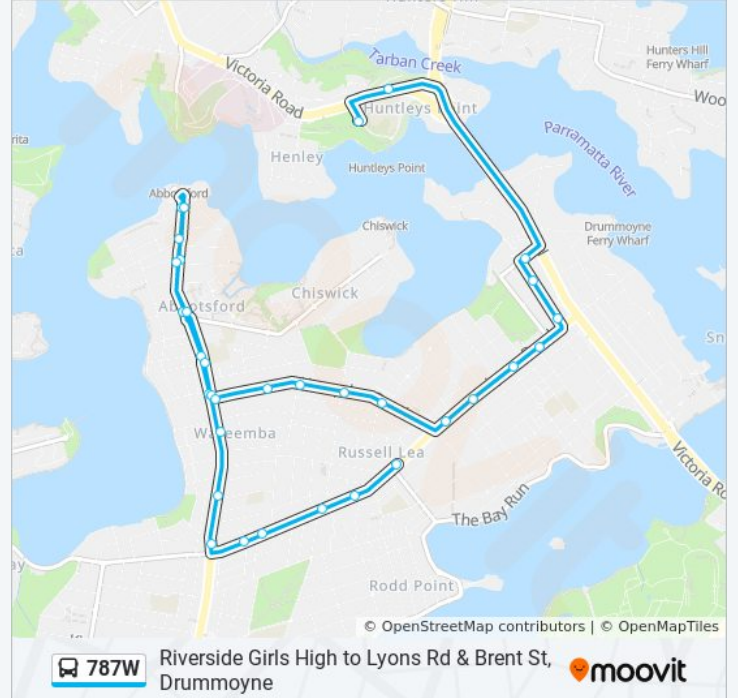 Tarban Creek
Hunters Hill
Ferry Wharf
Victoria Road
Woo
Huntleys Point
Parramatta River
rita
Henley
Huntleys Point
Abbotsford
Chiswick
Drummoyne
Ferry Wharf
ca
Chiswick
Abbotsford
Sn
Wareemba
Russell Lea
Victoria Ro
The Bay Run
ay
Rodd Point
© OpenStreetMap contributors | © OpenMapTiles
787W
Riverside Girls High to Lyons Rd & Brent St,
Drummoyne
moovit